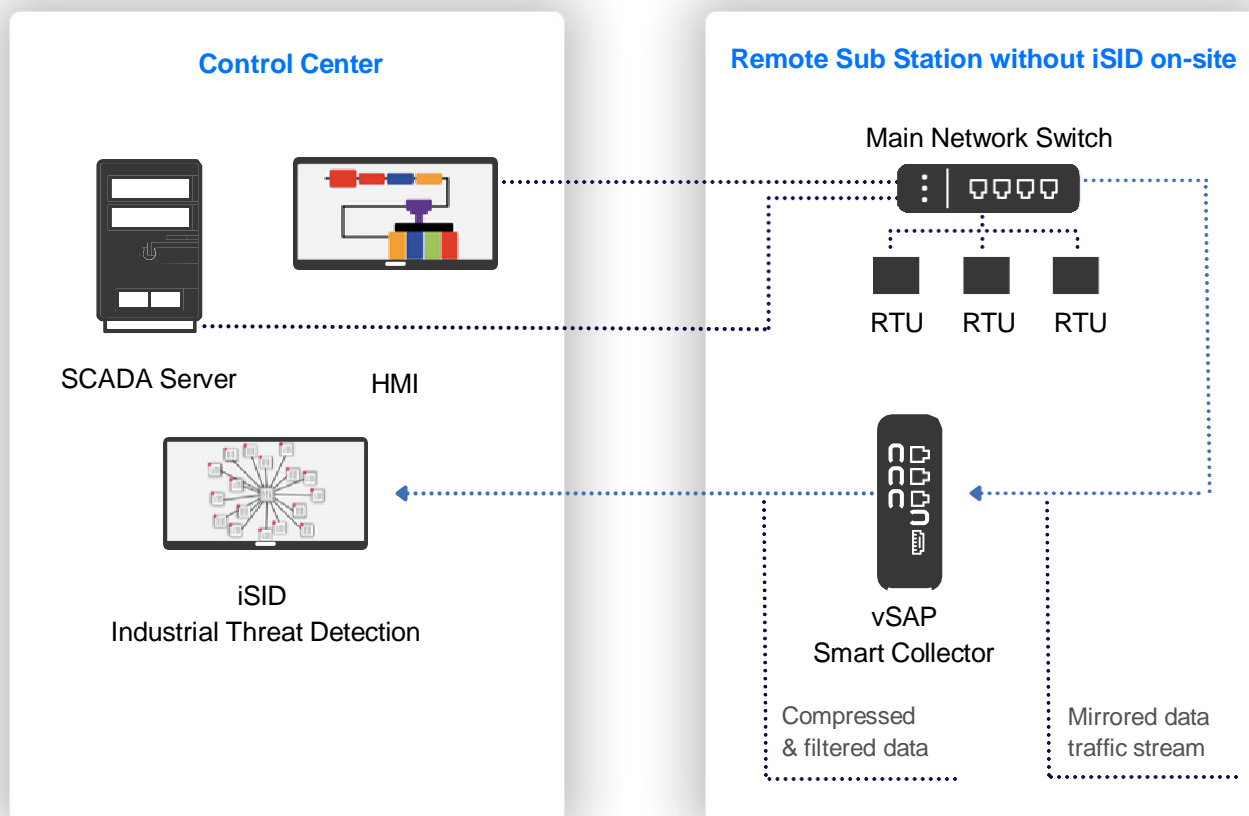 Control Center
SCADA Server
HMI
iSID
Industrial Threat Detection
Remote Sub Station without iSID on-site
Main Network Switch
RTU RTU RTU
vSAP
Smart Collector
Compressed
& filtered data
Mirrored data
traffic stream